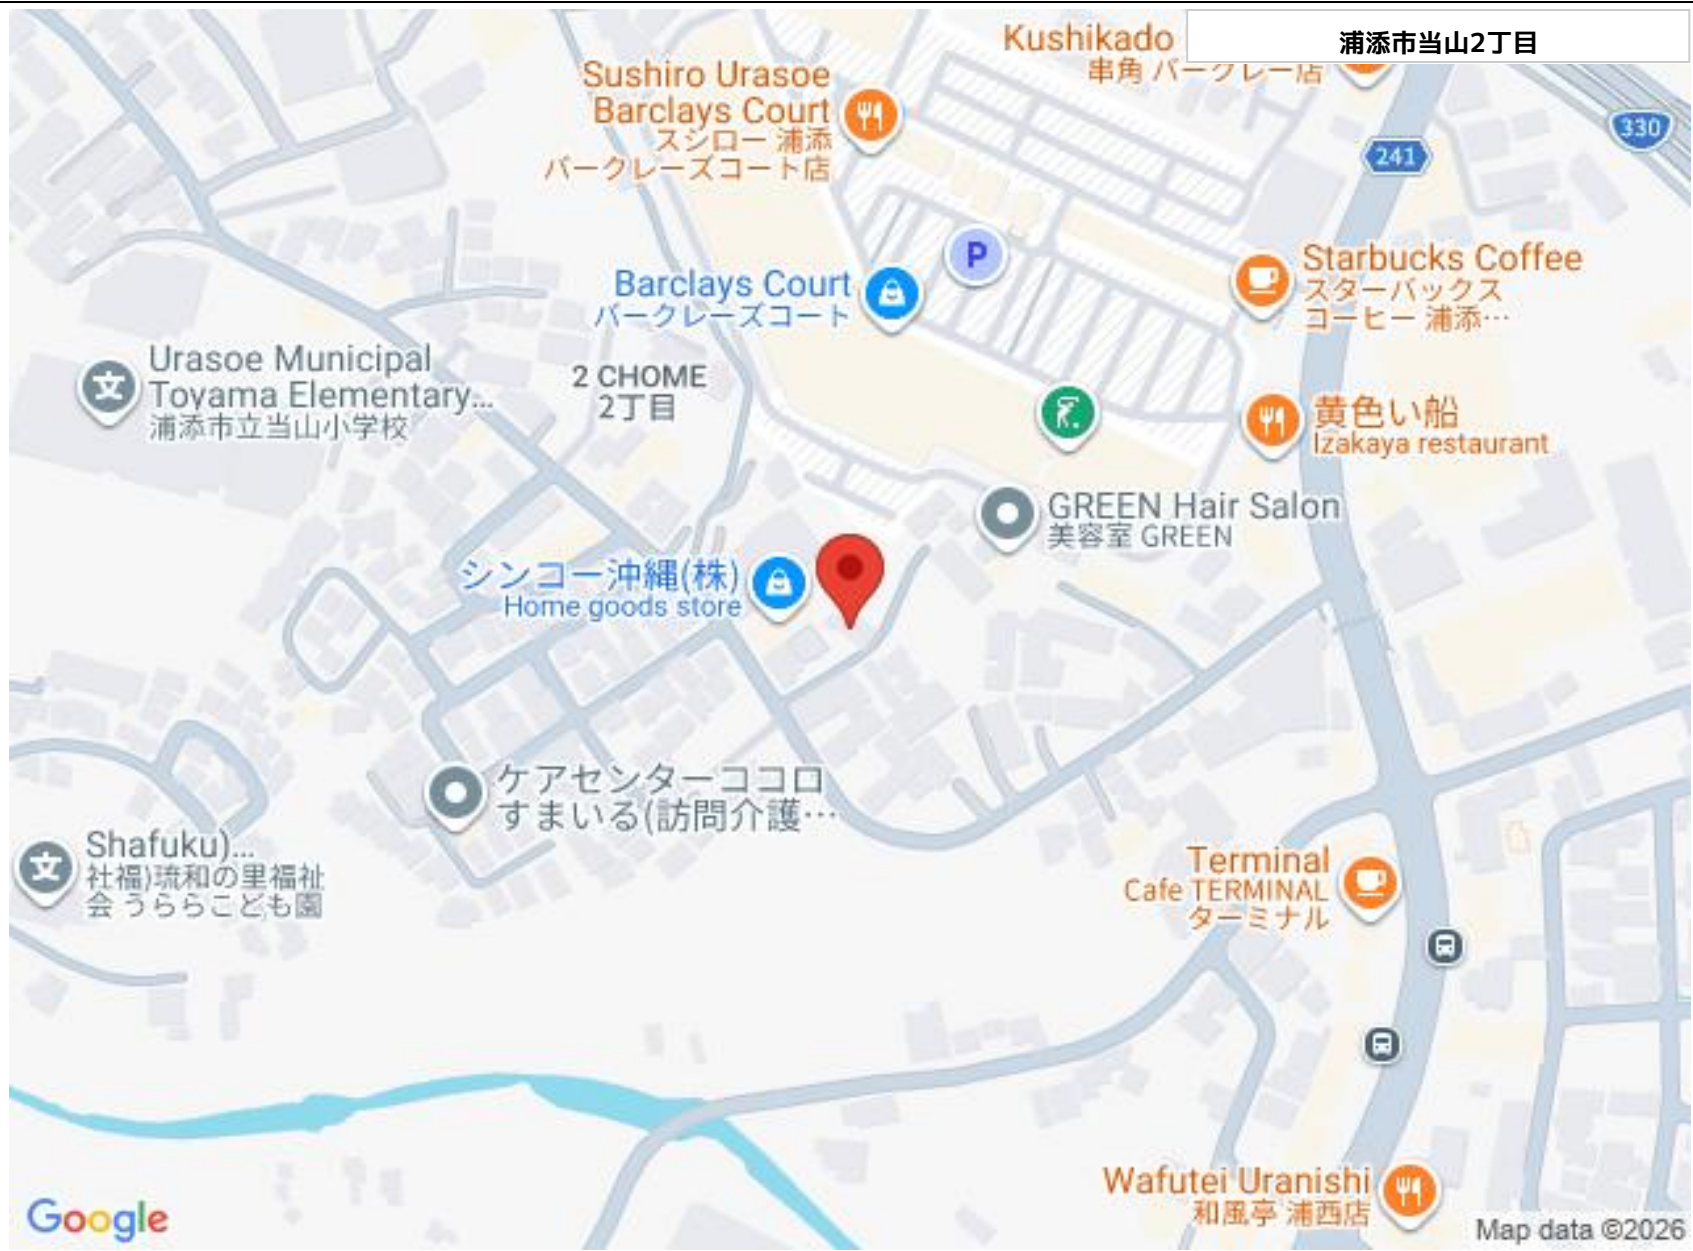 浦添市当山2丁目
Kushikado
串角 バークレー店
Sushiro Urasoe
Barclays Court
スシロー 浦添
バークレーズコート店
330
241
P
Starbucks Coffee
スターバックス
コーヒー 浦添…
Barclays Court
バークレーズコート
Urasoe Municipal
Toyama Elementary...
浦添市立当山小学校
文
2 CHOME
2丁目
黄色い船
Izakaya restaurant
GREEN Hair Salon
美容室 GREEN
シンコー沖縄(株)
Home goods store
ケアセンターココロ
すまいる(訪問介護…
Shafuku)...
社福)琉和の里福祉
会 うららこども園
文
Terminal
Cafe TERMINAL
ターミナル
Wafutei Uranishi
和風亭 浦西店
Google
Map data ©2026